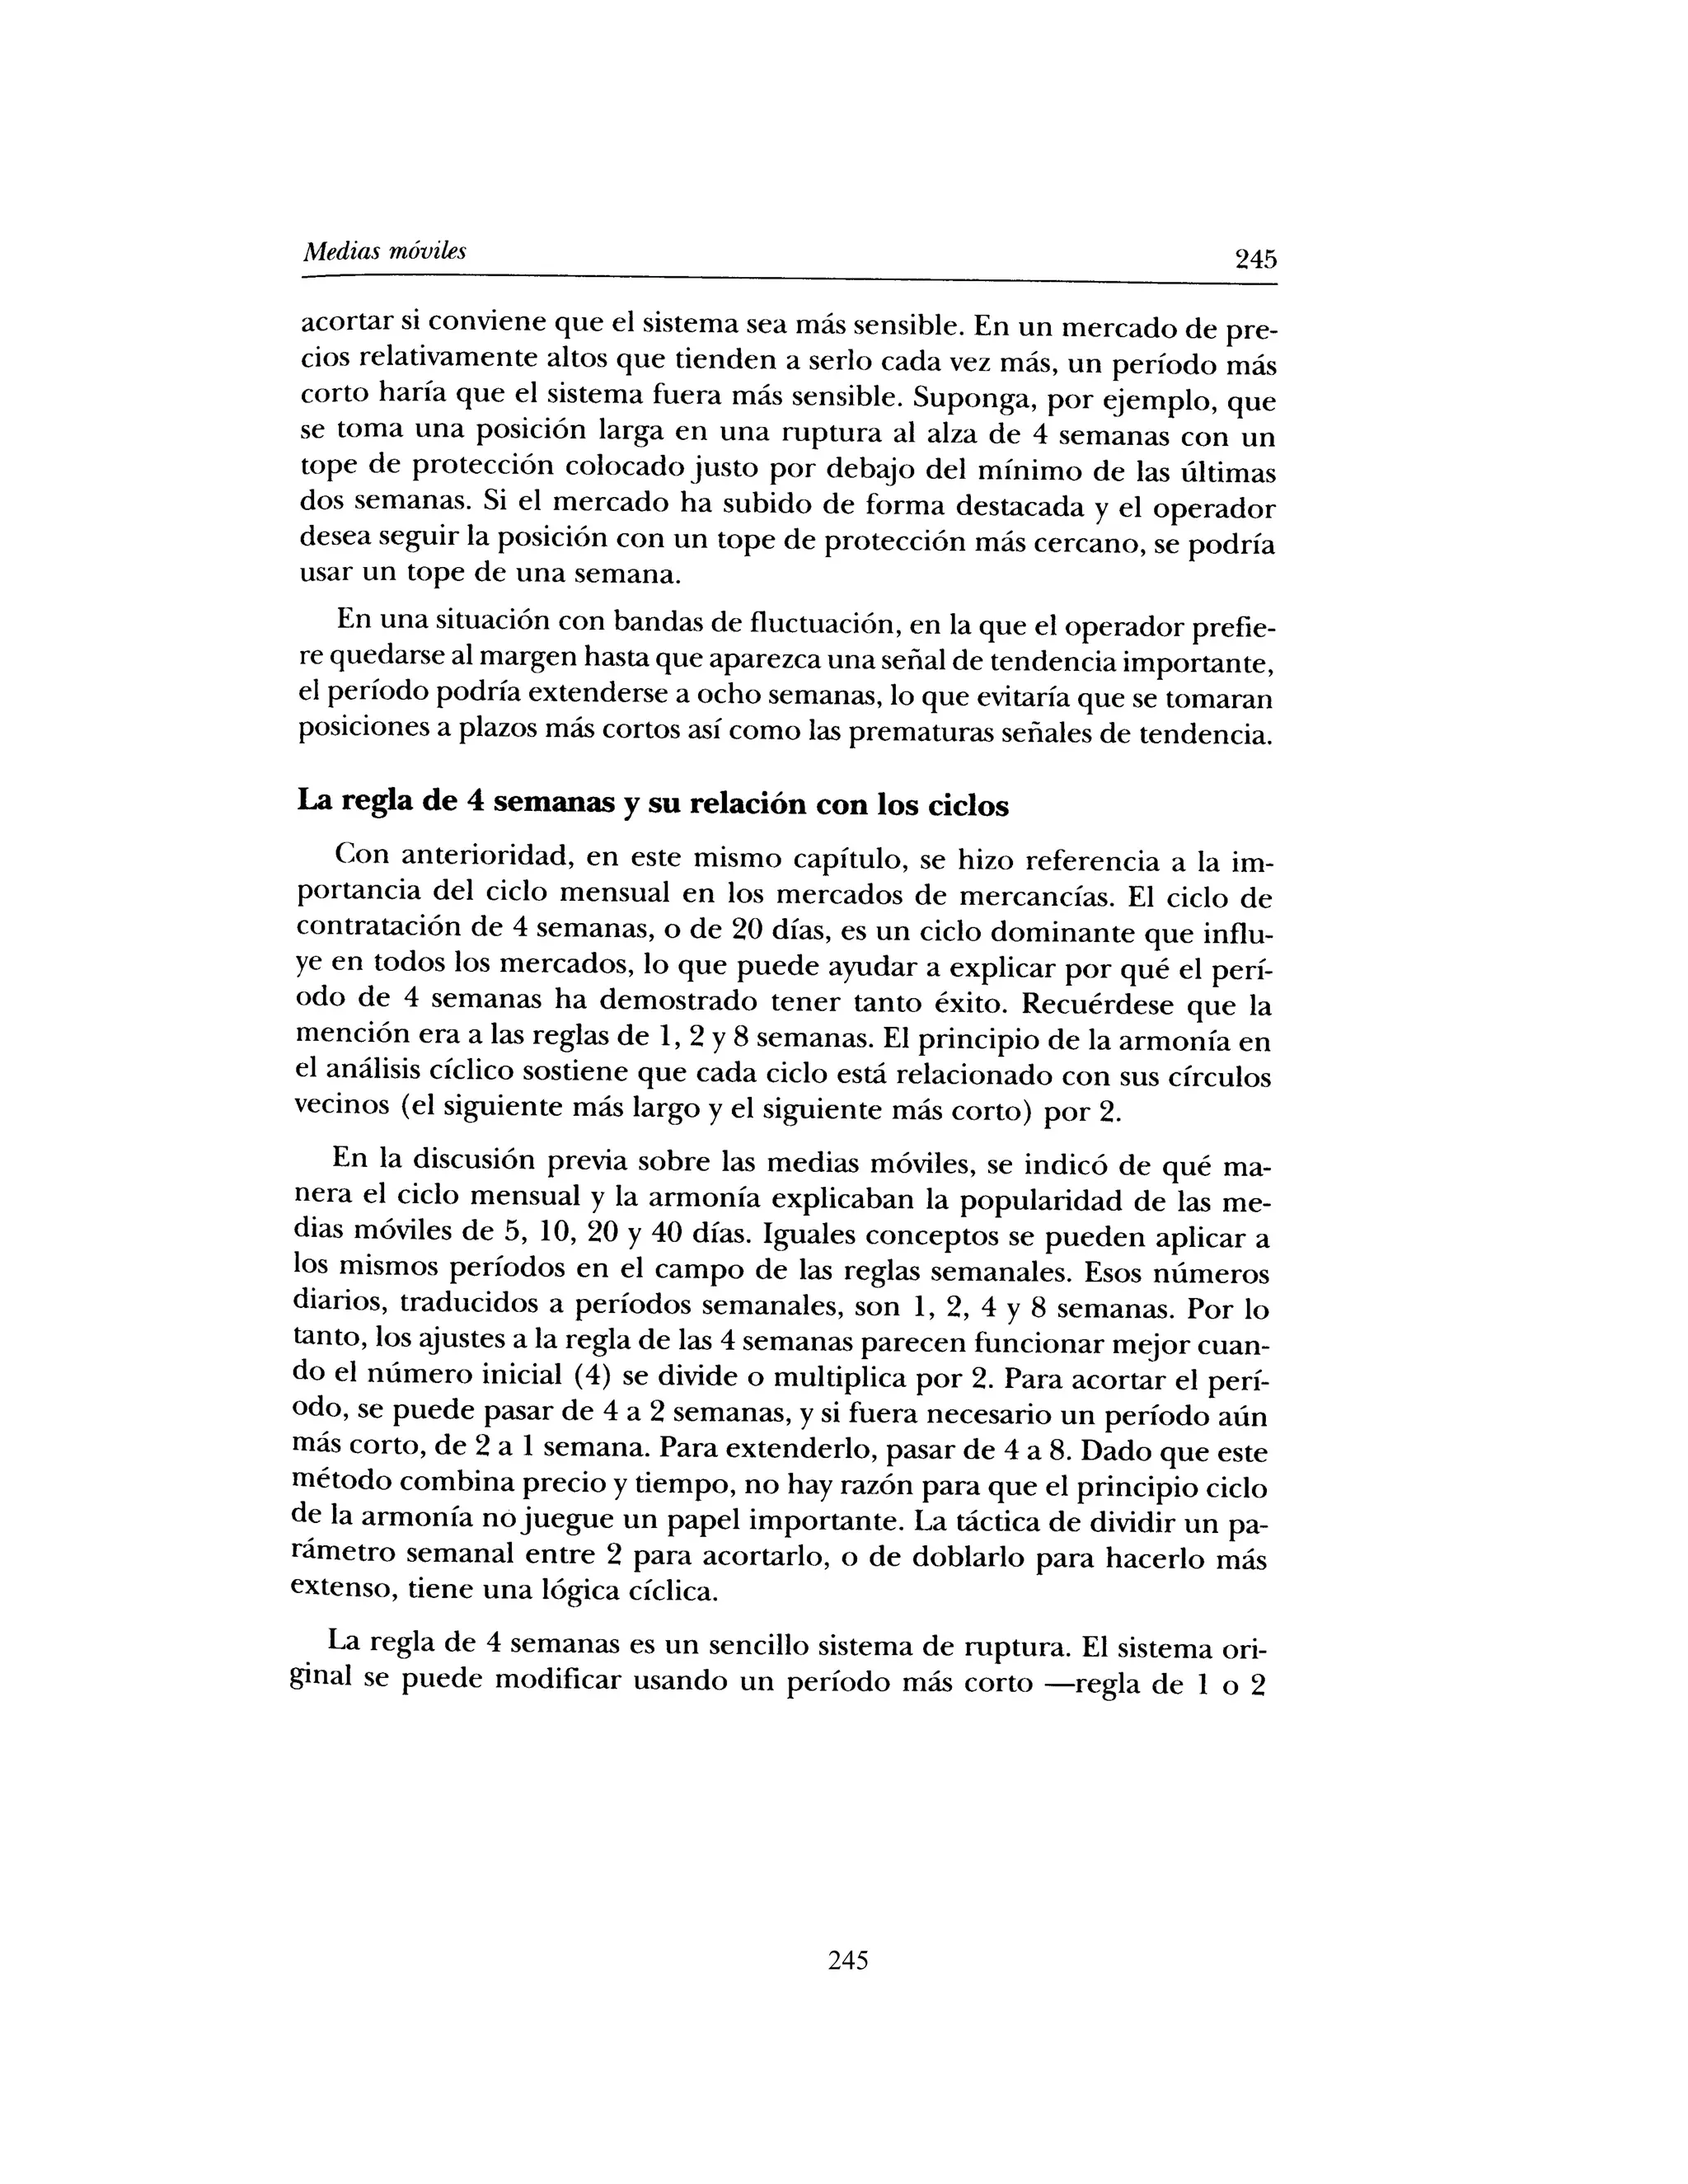 Medias móviles 245
acortar si conviene que el sistema sea más sensible. En un mercado de pre-
cios relativamente altos que tienden a serlo cada vez más, un período más
corto haría que el sistema fuera más sensible. Suponga, por ejemplo, que
se toma una posición larga en una ruptura al alza de 4 semanas con un
tope de protección colocado justo por debajo del mínimo de las últimas
dos semanas. Si el mercado ha subido de forma destacada y el operador
desea seguir la posición con un tope de protección más cercano, se podría
usar un tope de una semana.
En una situación con bandas de fluctuación, en la que el operador prefie-
re quedarse al margen hasta que aparezca una señal de tendencia importante,
el período podría extenderse a ocho semanas, lo que evitaría que se tomaran
posiciones a plazos más cortos así como las prematuras señales de tendencia.
La regla de 4 semanas y su relación con los ciclos
Con anterioridad, en este mismo capítulo, se hizo referencia a la im-
portancia del ciclo mensual en los mercados de mercancías. El ciclo de
contratación de 4 semanas, o de 20 días, es un ciclo dominante que influ-
ye en todos los mercados, lo que puede ayudar a explicar por qué el perí-
odo de 4 semanas ha demostrado tener tanto éxito. Recuérdese que la
mención era a las reglas de 1, 2 y 8 semanas. El principio de la armonía en
el análisis cíclico sostiene que cada ciclo está relacionado con sus círculos
vecinos (el siguiente más largo y el siguiente más corto) por 2.
En la discusión previa sobre las medias móviles, se indicó de qué ma-
nera el ciclo mensual y la armonía explicaban la popularidad de las me-
dias móviles de 5, 10, 20 y 40 días. Iguales conceptos se pueden aplicar a
los mismos períodos en el campo de las reglas semanales. Esos números
diarios, traducidos a períodos semanales, son 1, 2, 4 y 8 semanas. Por lo
tanto, los ajustes a la regla de las 4 semanas parecen funcionar mejor cuan-
do el número inicial (4) se divide o multiplica por 2. Para acortar el perí-
odo, se puede pasar de 4 a 2 semanas, y si fuera necesario un período aún
más corto, de 2 a 1 semana. Para extenderlo, pasar de 4 a 8. Dado que este
método combina precio y tiempo, no hay razón para que el principio ciclo
de la armonía no juegue un papel importante. La táctica de dividir un pa-
rámetro semanal entre 2 para acortarlo, o de doblarlo para hacerlo más
extenso, tiene una lógica cíclica.
La regla de 4 semanas es un sencillo sistema de ruptura. El sistema ori-
ginal se puede modificar usando un período más corto —regla de 1 o 2
245